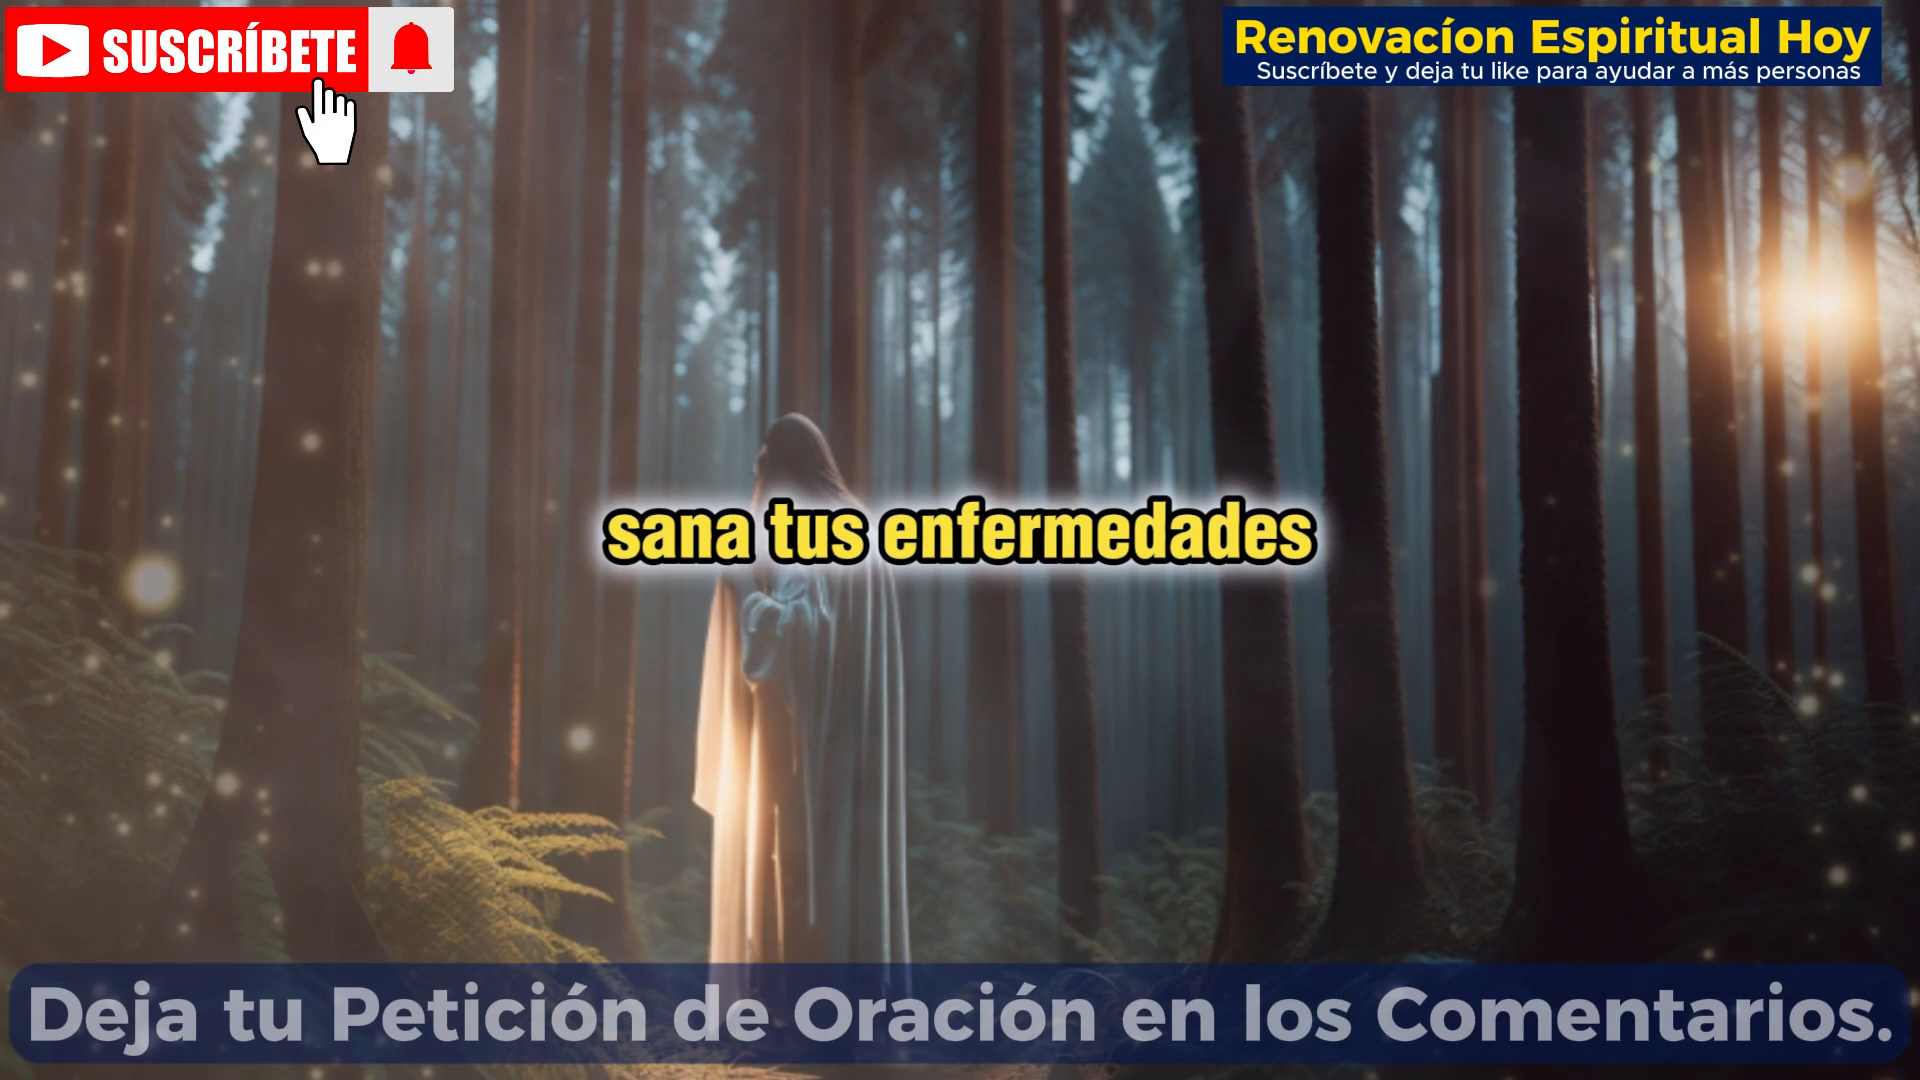 SUSCRÍBETE
Renovacíon Espiritual Hoy
Suscríbete y deja tu like para ayudar a más personas
sana tus enfermedades
Deja tu Petición de Oración en los Comentarios.